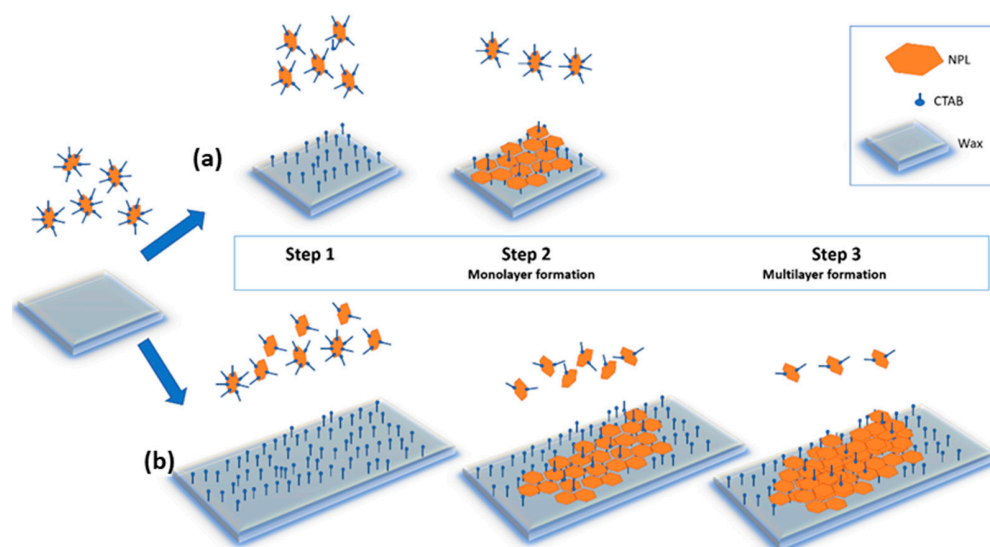 NPL
CTAB
Wax
(a)
Step 1
Step 2
Monolayer formation
Step 3
Multilayer formation
(b)